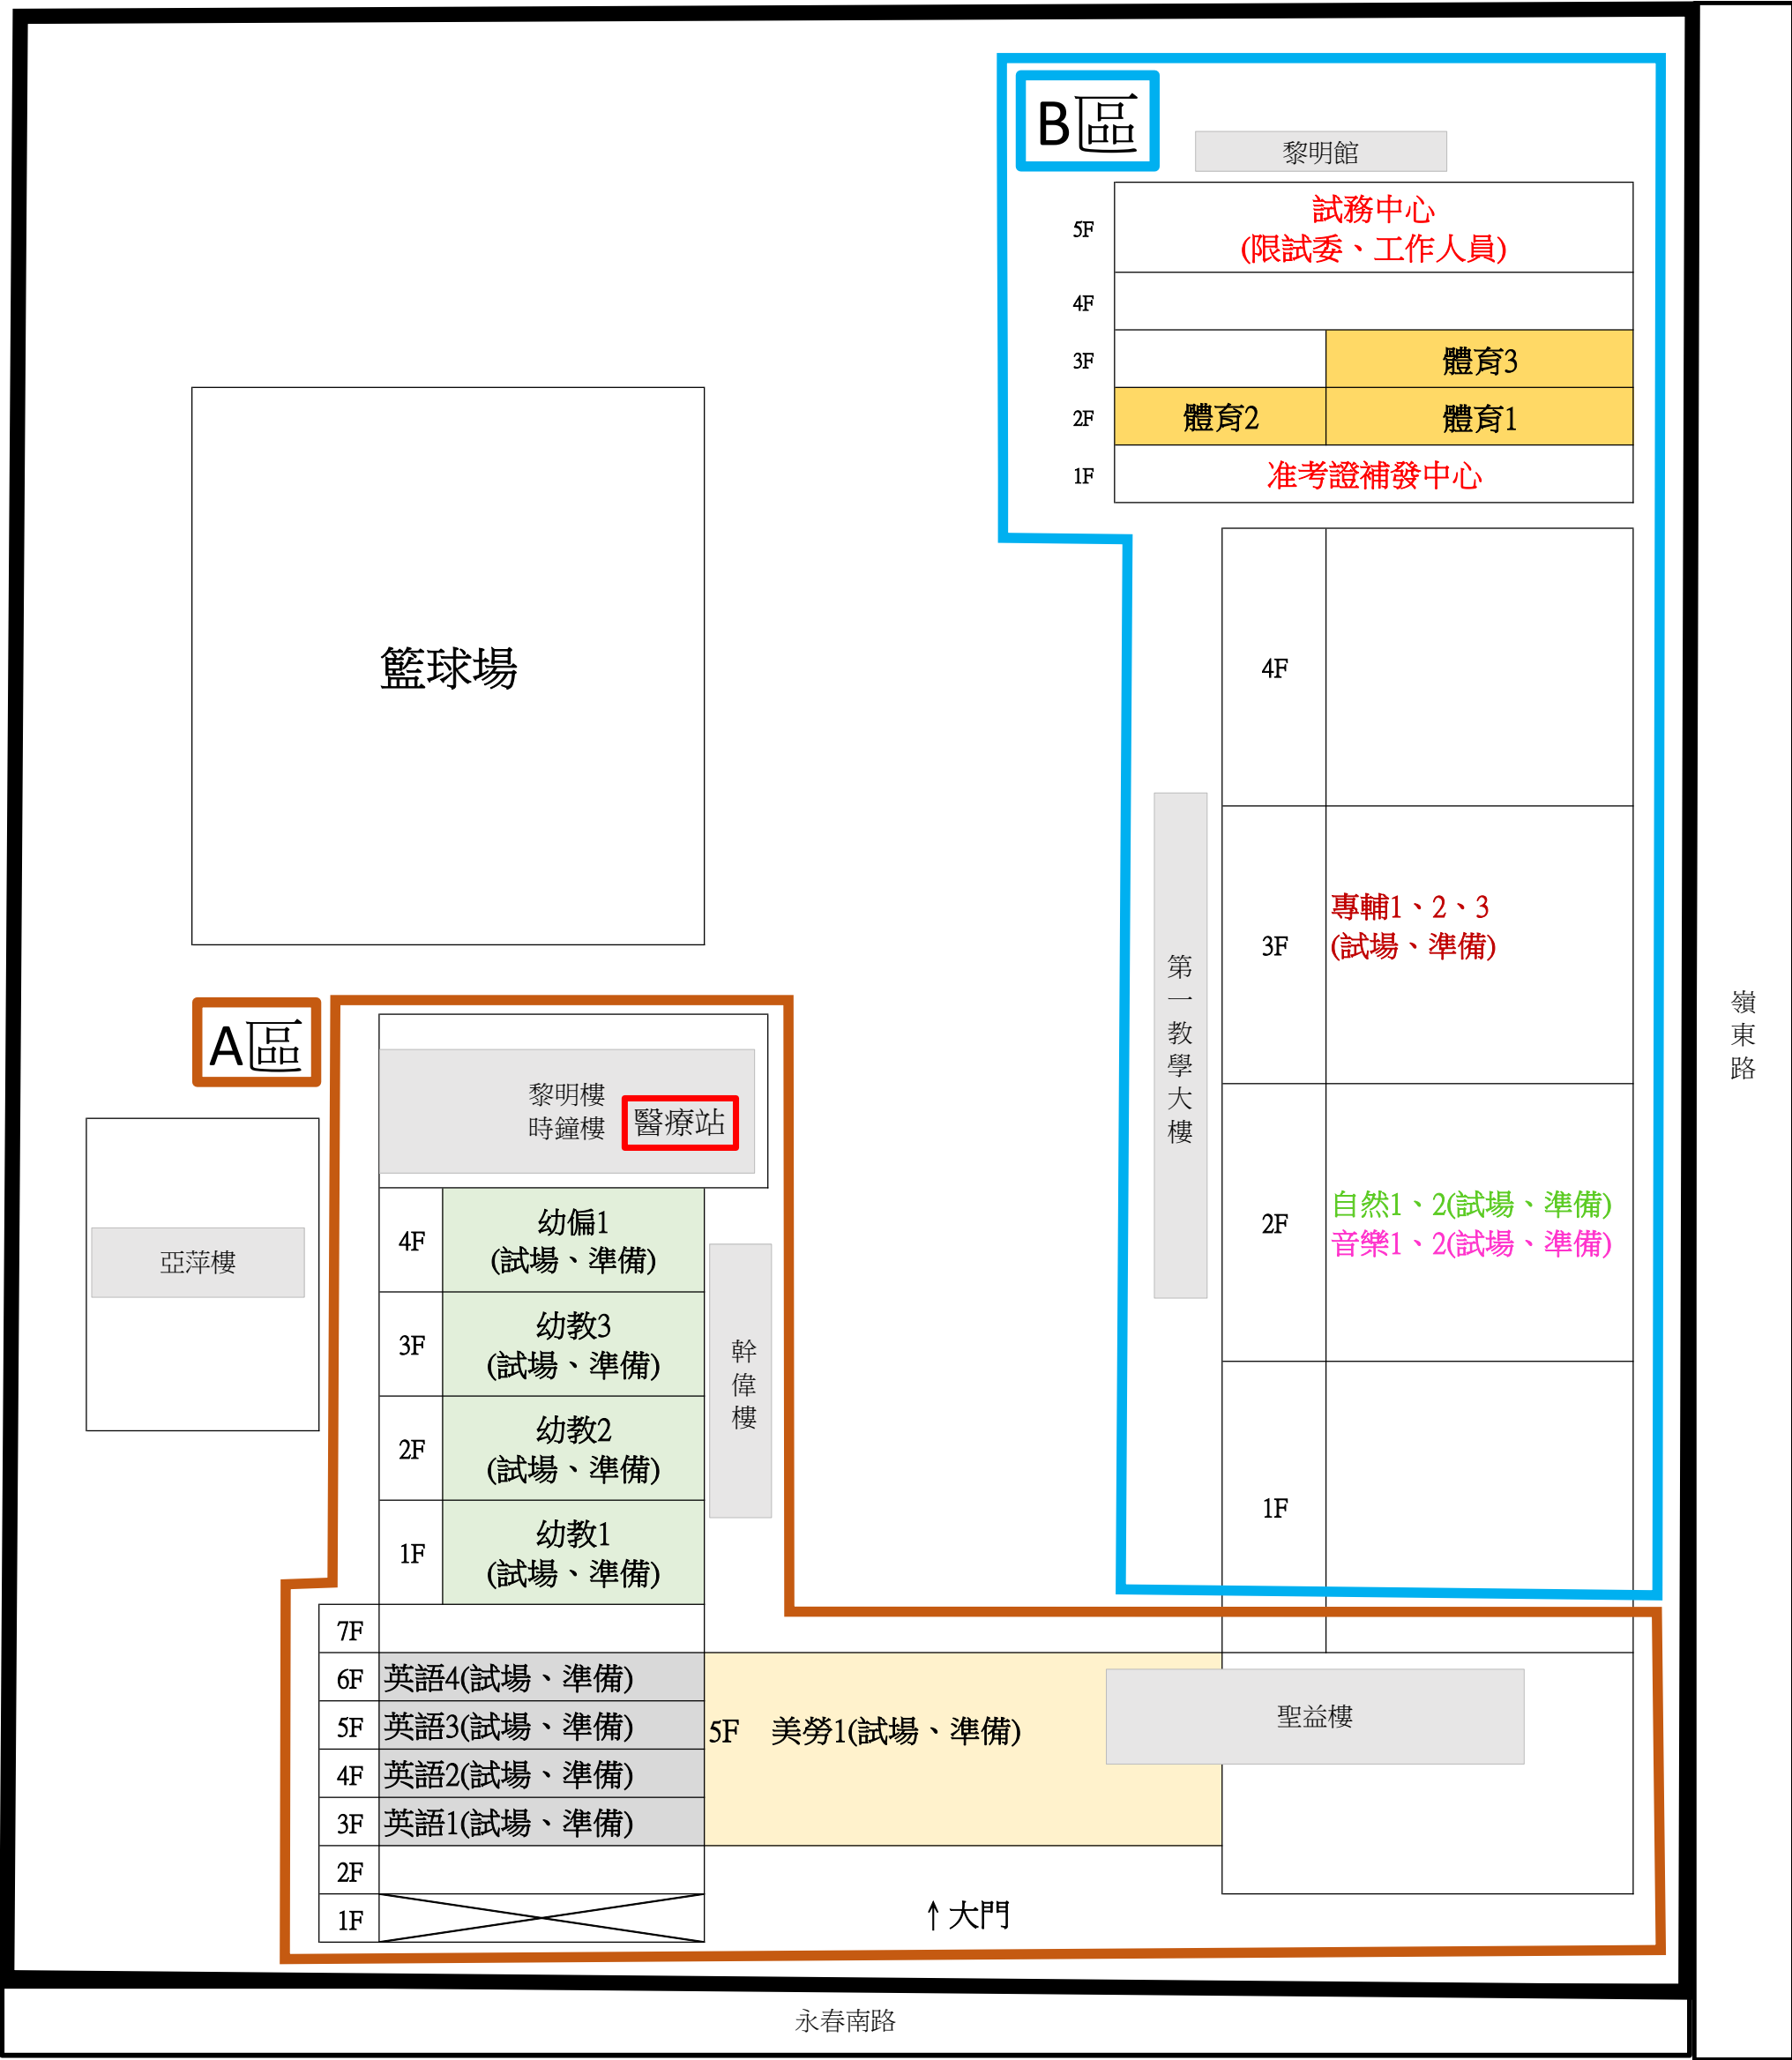 B區
黎明館
5F
試務中心
(限試委、工作人員)
4F
3F
體育3
2F
體育2
體育1
1F
准考證補發中心
籃球場
4F
第一教學大樓
3F
專輔1、2、3
(試場、準備)
2F
自然1、2(試場、準備)
音樂1、2(試場、準備)
1F
嶺東路
A區
黎明樓
時鐘樓
醫療站
亞萍樓
4F
幼偏1
(試場、準備)
3F
幼教3
(試場、準備)
2F
幼教2
(試場、準備)
1F
幼教1
(試場、準備)
幹偉樓
7F
6F
英語4(試場、準備)
5F
英語3(試場、準備)
4F
英語2(試場、準備)
3F
英語1(試場、準備)
2F
1F
5F 美勞1(試場、準備)
聖益樓
↑大門
永春南路